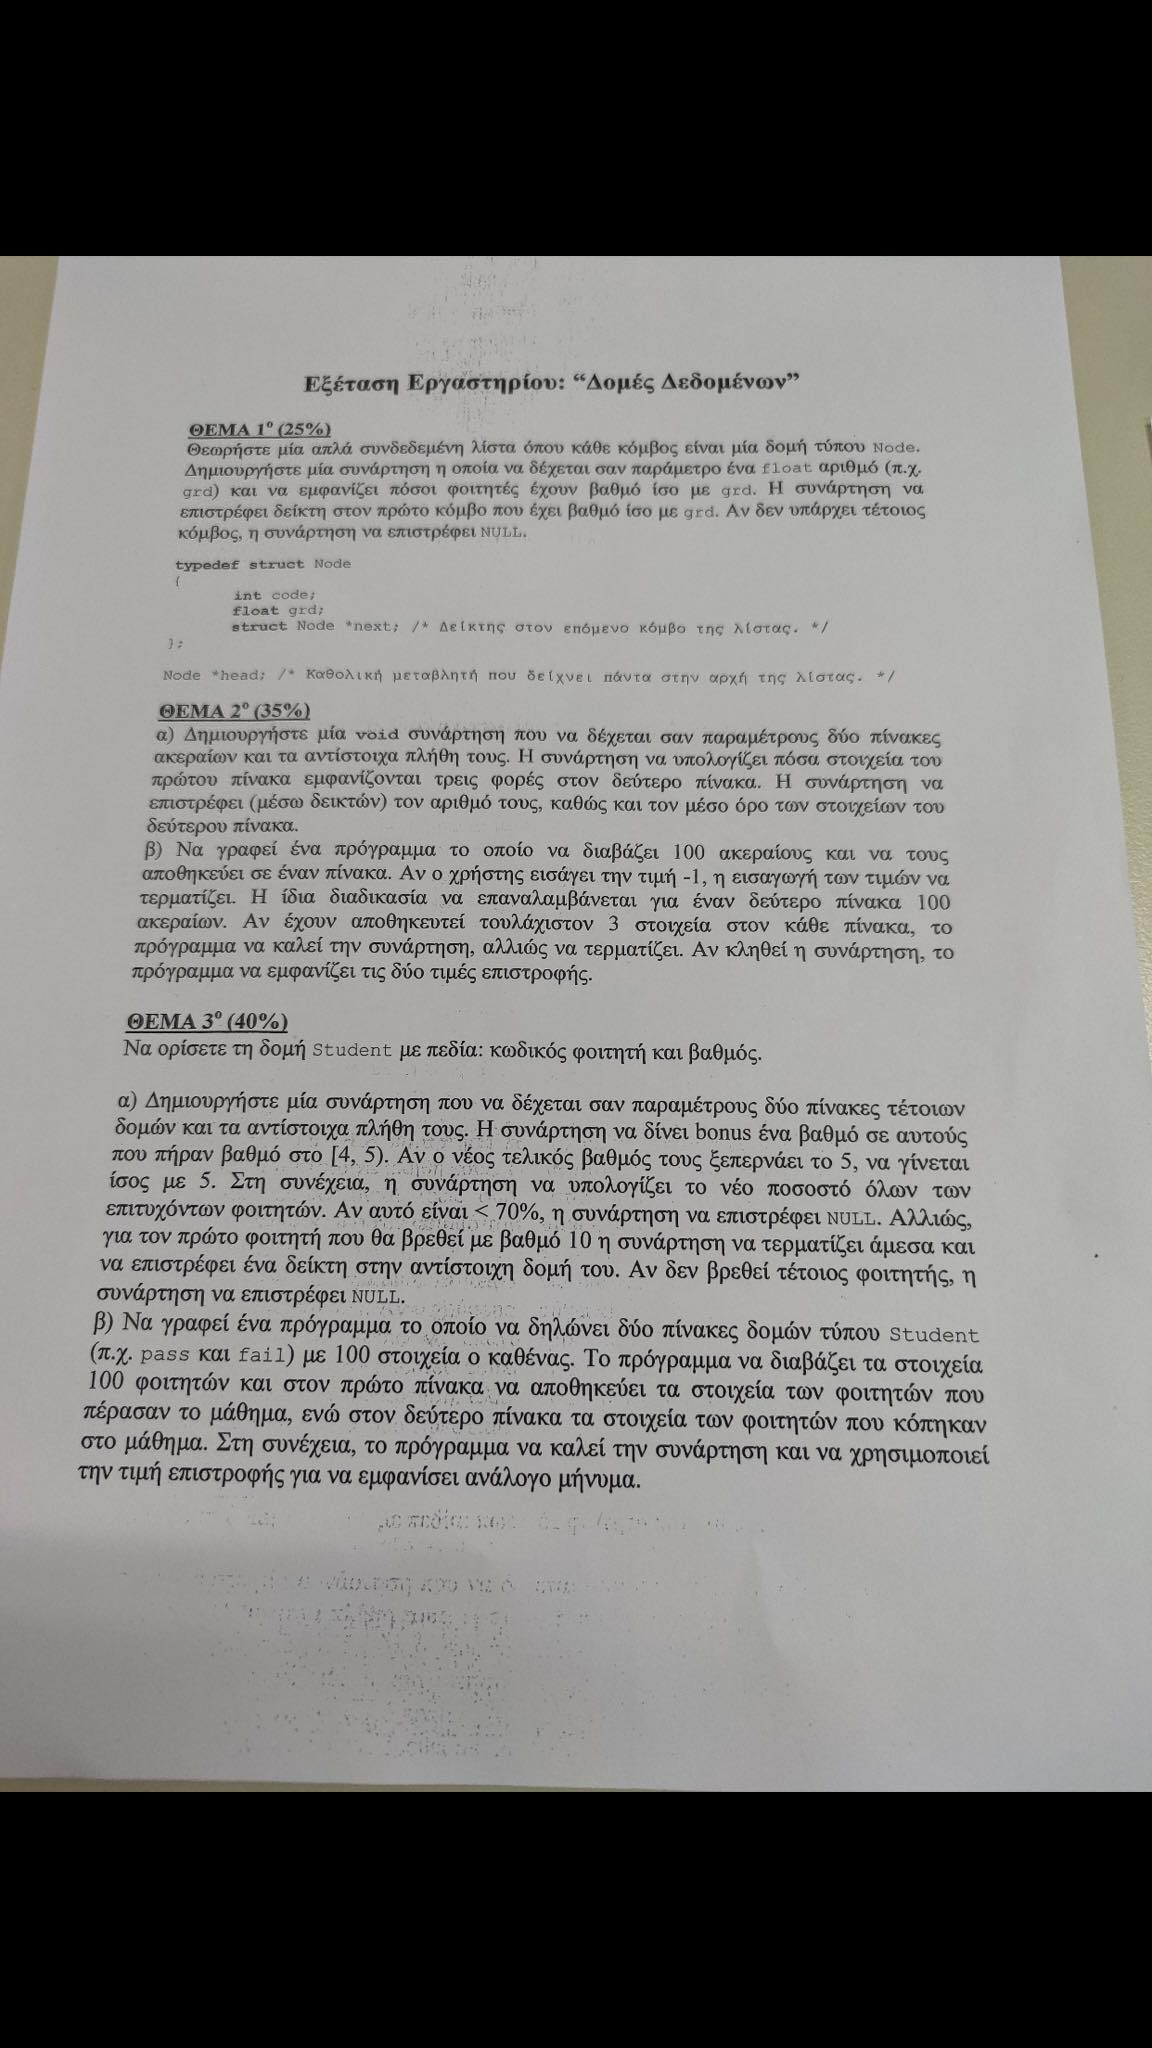 Εξέταση Εργαστηρίου: “Δομές Δεδομένων”
ΘΕΜΑ 1º (25%)
Θεωρήστε μία απλά συνδεδεμένη λίστα όπου κάθε κόμβος είναι μία δομή τύπου Node.
Δημιουργήστε μία συνάρτηση η οποία να δέχεται σαν παράμετρο ένα float αριθμό (π.χ.
grd) και να εμφανίζει πόσοι φοιτητές έχουν βαθμό ίσο με grd. Η συνάρτηση να
επιστρέφει δείκτη στον πρώτο κόμβο που έχει βαθμό ίσο με grd. Αν δεν υπάρχει τέτοιος
κόμβος, η συνάρτηση να επιστρέφει NULL.
typedef struct Node
{
int code;
float grd;
struct Node *next; /* Δείκτης στον επόμενο κόμβο της λίστας. */
};
Node *head; /* Καθολική μεταβλητή που δείχνει πάντα στην αρχή της λίστας. */
ΘΕΜΑ 2º (35%)
α) Δημιουργήστε μία void συνάρτηση που να δέχεται σαν παραμέτρους δύο πίνακες
ακεραίων και τα αντίστοιχα πλήθη τους. Η συνάρτηση να υπολογίζει πόσα στοιχεία του
πρώτου πίνακα εμφανίζονται τρεις φορές στον δεύτερο πίνακα. Η συνάρτηση να
επιστρέφει (μέσω δεικτών) τον αριθμό τους, καθώς και τον μέσο όρο των στοιχείων του
δεύτερου πίνακα.
β) Να γραφεί ένα πρόγραμμα το οποίο να διαβάζει 100 ακεραίους και να τους
αποθηκεύει σε έναν πίνακα. Αν ο χρήστης εισάγει την τιμή -1, η εισαγωγή των τιμών να
τερματίζει. Η ίδια διαδικασία να επαναλαμβάνεται για έναν δεύτερο πίνακα 100
ακεραίων. Αν έχουν αποθηκευτεί τουλάχιστον 3 στοιχεία στον κάθε πίνακα, το
πρόγραμμα να καλεί την συνάρτηση, αλλιώς να τερματίζει. Αν κληθεί η συνάρτηση, το
πρόγραμμα να εμφανίζει τις δύο τιμές επιστροφής.
ΘΕΜΑ 3º (40%)
Να ορίσετε τη δομή Student με πεδία: κωδικός φοιτητή και βαθμός.
α) Δημιουργήστε μία συνάρτηση που να δέχεται σαν παραμέτρους δύο πίνακες τέτοιων
δομών και τα αντίστοιχα πλήθη τους. Η συνάρτηση να δίνει bonus ένα βαθμό σε αυτούς
που πήραν βαθμό στο [4, 5). Αν ο νέος τελικός βαθμός τους ξεπερνάει το 5, να γίνεται
ίσος με 5. Στη συνέχεια, η συνάρτηση να υπολογίζει το νέο ποσοστό όλων των
επιτυχόντων φοιτητών. Αν αυτό είναι < 70%, η συνάρτηση να επιστρέφει NULL. Αλλιώς,
για τον πρώτο φοιτητή που θα βρεθεί με βαθμό 10 η συνάρτηση να τερματίζει άμεσα και
να επιστρέφει ένα δείκτη στην αντίστοιχη δομή του. Αν δεν βρεθεί τέτοιος φοιτητής, η
συνάρτηση να επιστρέφει NULL.
β) Να γραφεί ένα πρόγραμμα το οποίο να δηλώνει δύο πίνακες δομών τύπου Student
(π.χ. pass και fail) με 100 στοιχεία ο καθένας. Το πρόγραμμα να διαβάζει τα στοιχεία
100 φοιτητών και στον πρώτο πίνακα να αποθηκεύει τα στοιχεία των φοιτητών που
πέρασαν το μάθημα, ενώ στον δεύτερο πίνακα τα στοιχεία των φοιτητών που κόπηκαν
στο μάθημα. Στη συνέχεια, το πρόγραμμα να καλεί την συνάρτηση και να χρησιμοποιεί
την τιμή επιστροφής για να εμφανίσει ανάλογο μήνυμα.